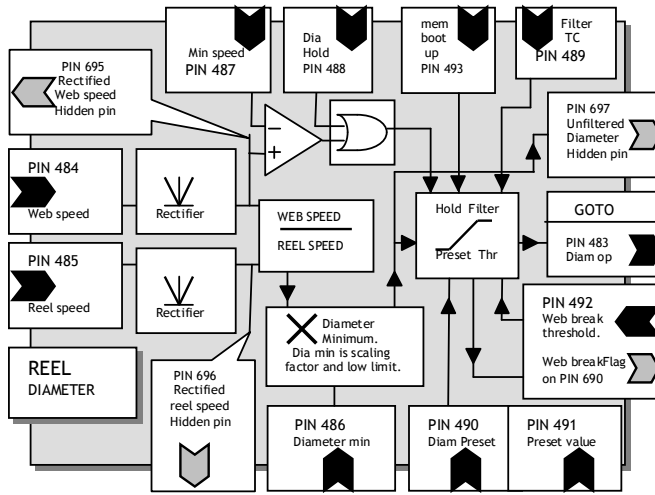 Min speed
PIN 487
Dia
Hold
PIN 488
mem
boot
up
PIN 493
Filter
TC
PIN 489
PIN 695
Rectified
Web speed
Hidden pin
PIN 697
Unfiltered
Diameter
Hidden pin
PIN 484
Web speed
Rectifier
WEB SPEED
REEL SPEED
Hold Filter
Preset Thr
GOTO
PIN 483
Diam op
PIN 485
Reel speed
Rectifier
Diameter
Minimum.
Dia min is scaling
factor and low limit.
PIN 492
Web break
threshold.
Web breakFlag
on PIN 690
REEL
DIAMETER
PIN 696
Rectified
reel speed
Hidden pin
PIN 486
Diameter min
PIN 490
Diam Preset
PIN 491
Preset value